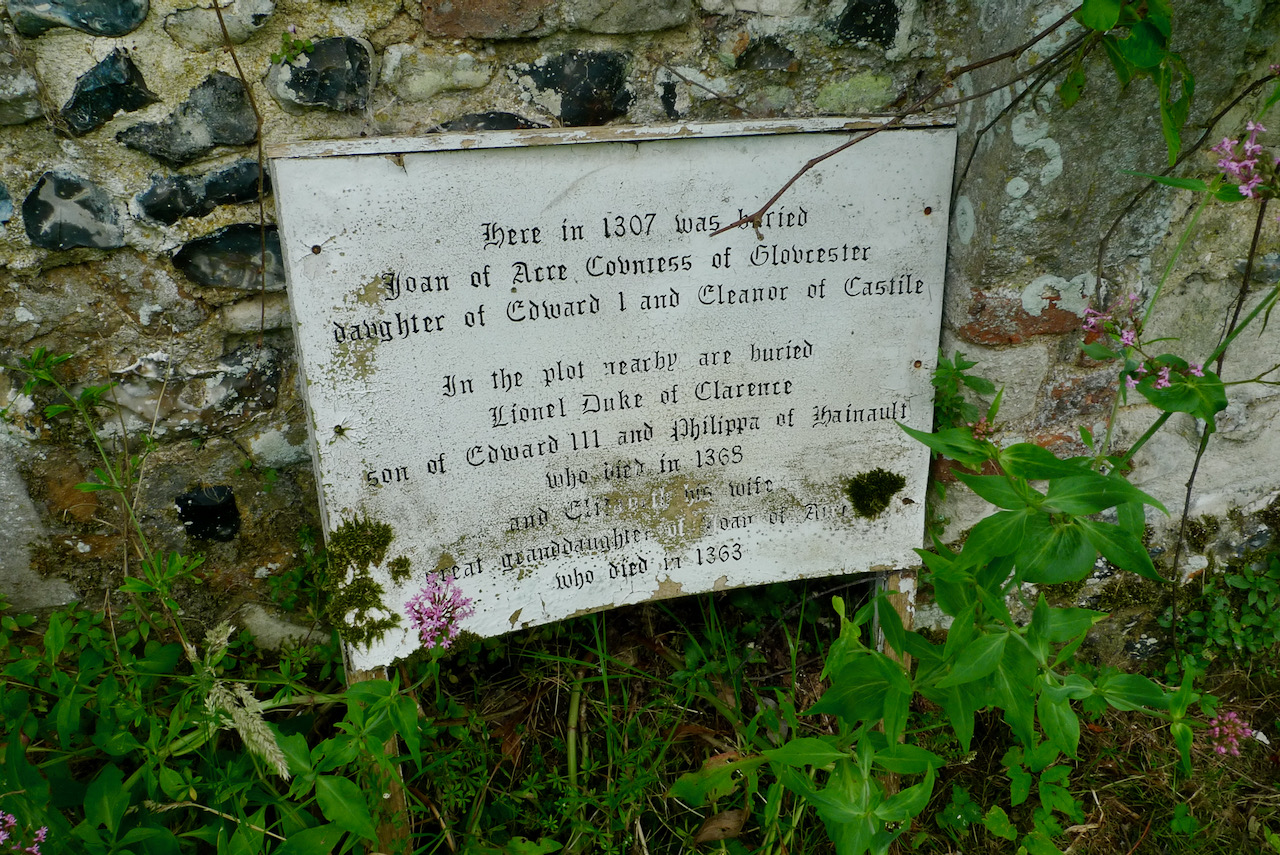 Here in 1307 was buried
Joan of Acre Covntess of Glovcester
davghter of Edward I and Eleanor of Castile
In the plot nearby are buried
Lionel Duke of Clarence
son of Edward III and Philippa of Hainault
who died in 1368
and Elizabeth his wife
great Granddaughter of Joan of Acre
who died in 1363